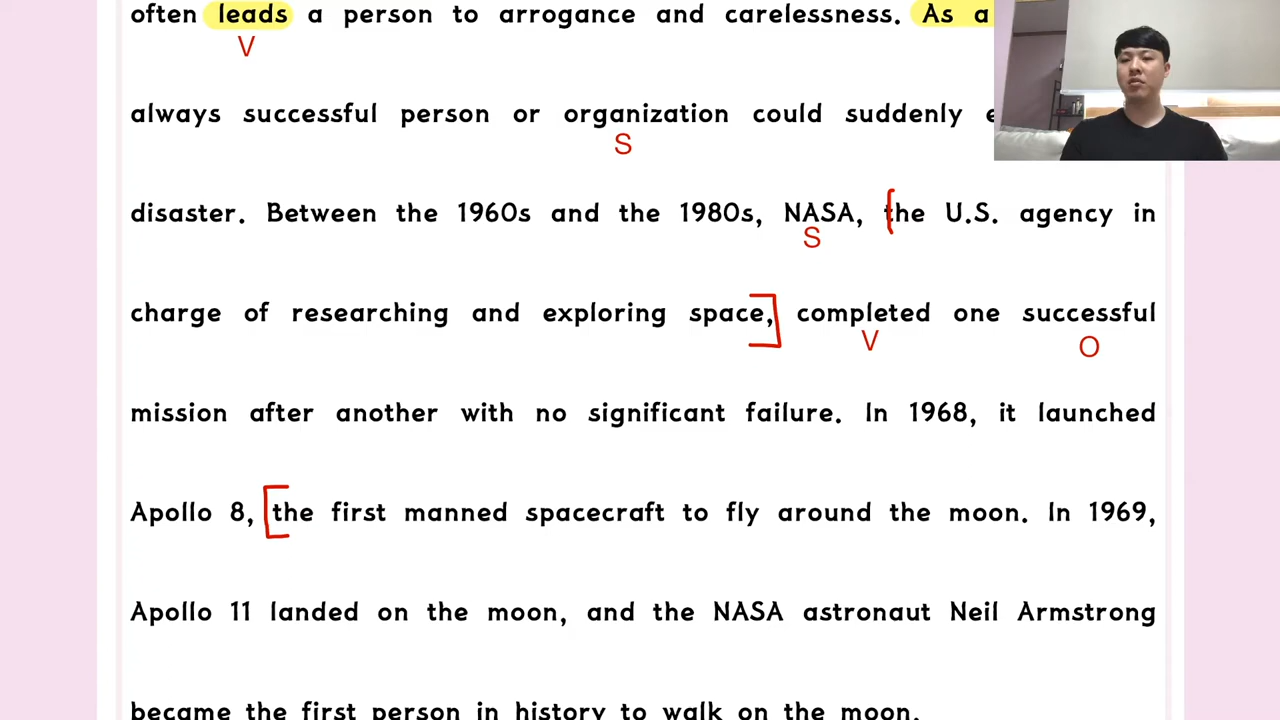 often leads a person to arrogance and carelessness. As a
V
always successful person or organization could suddenly
S
disaster. Between the 1960s and the 1980s, NASA, the U.S. agency in
S
charge of researching and exploring space, completed one successful
V O
mission after another with no significant failure. In 1968, it launched
Apollo 8, the first manned spacecraft to fly around the moon. In 1969,
Apollo 11 landed on the moon, and the NASA astronaut Neil Armstrong
became the first person in history to walk on the moon.